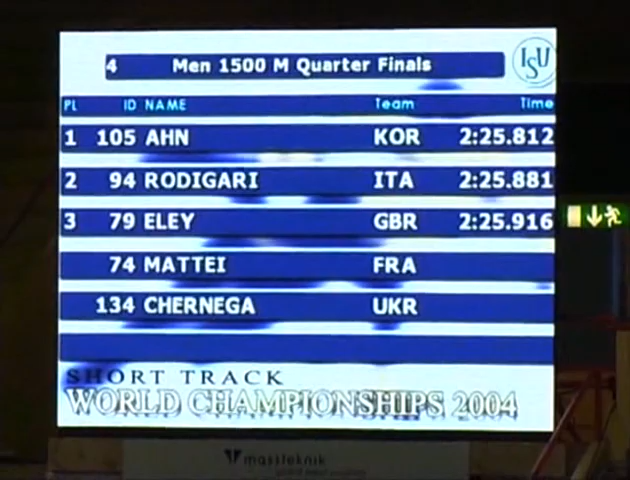 4 Men 1500 M Quarter Finals ISU
PL ID NAME Team Time
1 105 AHN KOR 2:25.812
2 94 RODIGARI ITA 2:25.881
3 79 ELEY GBR 2:25.916
74 MATTEI FRA
134 CHERNEGA UKR
SHORT TRACK
WORLD CHAMPIONSHIPS 2004
massteknik